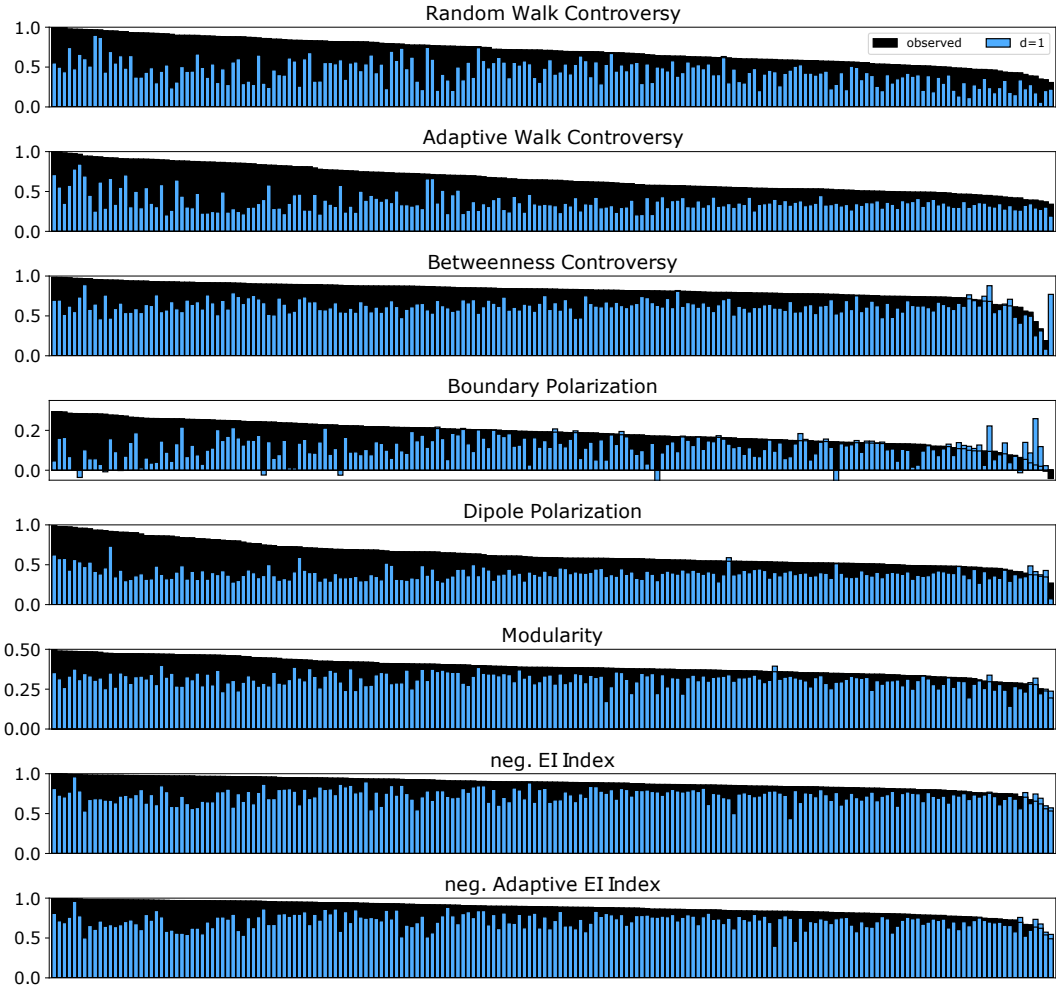 Random Walk Controversy
1.0
0.5
0.0
observed d=1
Adaptive Walk Controversy
1.0
0.5
0.0
Betweenness Controversy
1.0
0.5
0.0
Boundary Polarization
0.2
0.0
Dipole Polarization
1.0
0.5
0.0
Modularity
0.50
0.25
0.00
neg. EI Index
1.0
0.5
0.0
neg. Adaptive EI Index
1.0
0.5
0.0